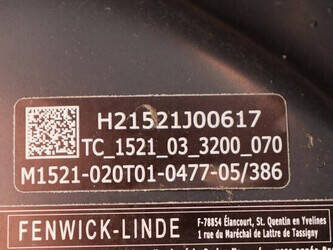 H21521J00617
TC_1521_03_3200_070
M1521-020T01-0477-05/386
FENWICK-LINDE
F-78854 Élancourt, St. Quentin en Yvelines
1 rue du Maréchal de Lattre de Tassigny